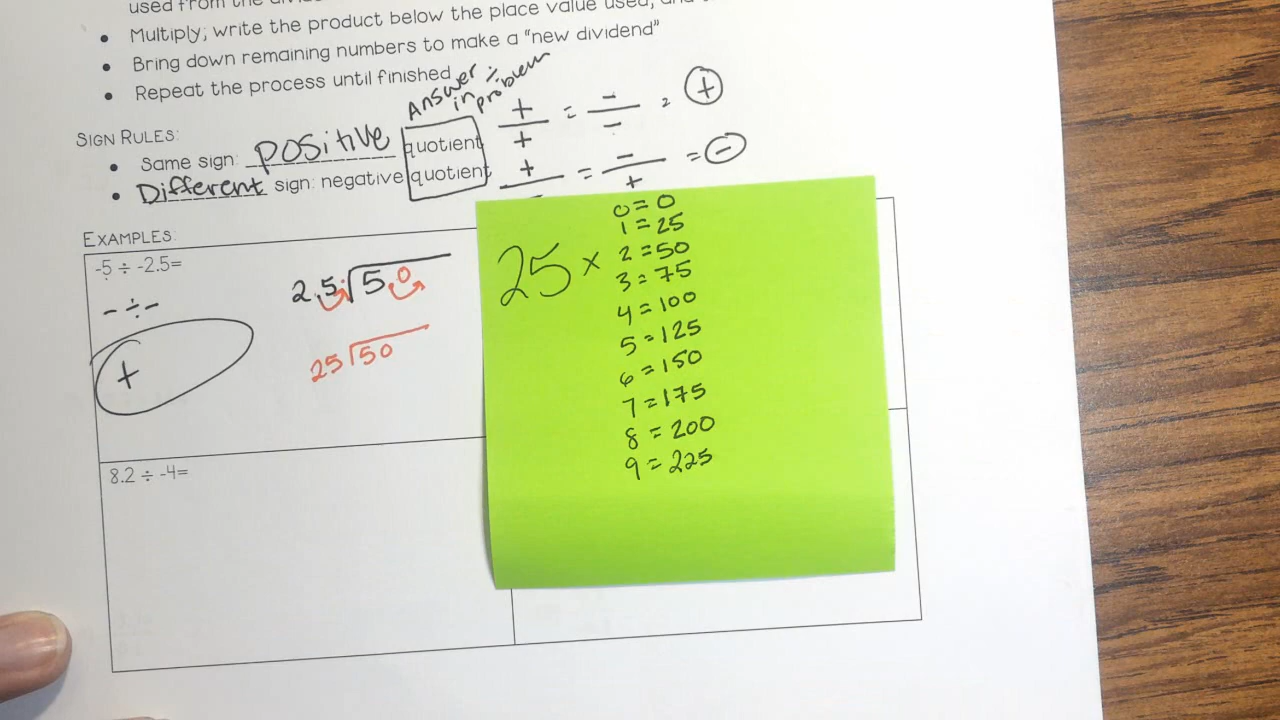 used from the
• Multiply; write the product below the place value used,
• Bring down remaining numbers to make a “new dividend”
• Repeat the process until finished
Answer ÷
in problem
SIGN RULES:
• Same sign: positive quotient + / + = - / - = +
• Different sign: negative quotient + / - = - / + = -
EXAMPLES:
-5 ÷ -2.5=
- ÷ -
+
2.5 √5 0
25 √50
8.2 ÷ -4=
25 ×
0 = 0
1 = 25
2 = 50
3 = 75
4 = 100
5 = 125
6 = 150
7 = 175
8 = 200
9 = 225